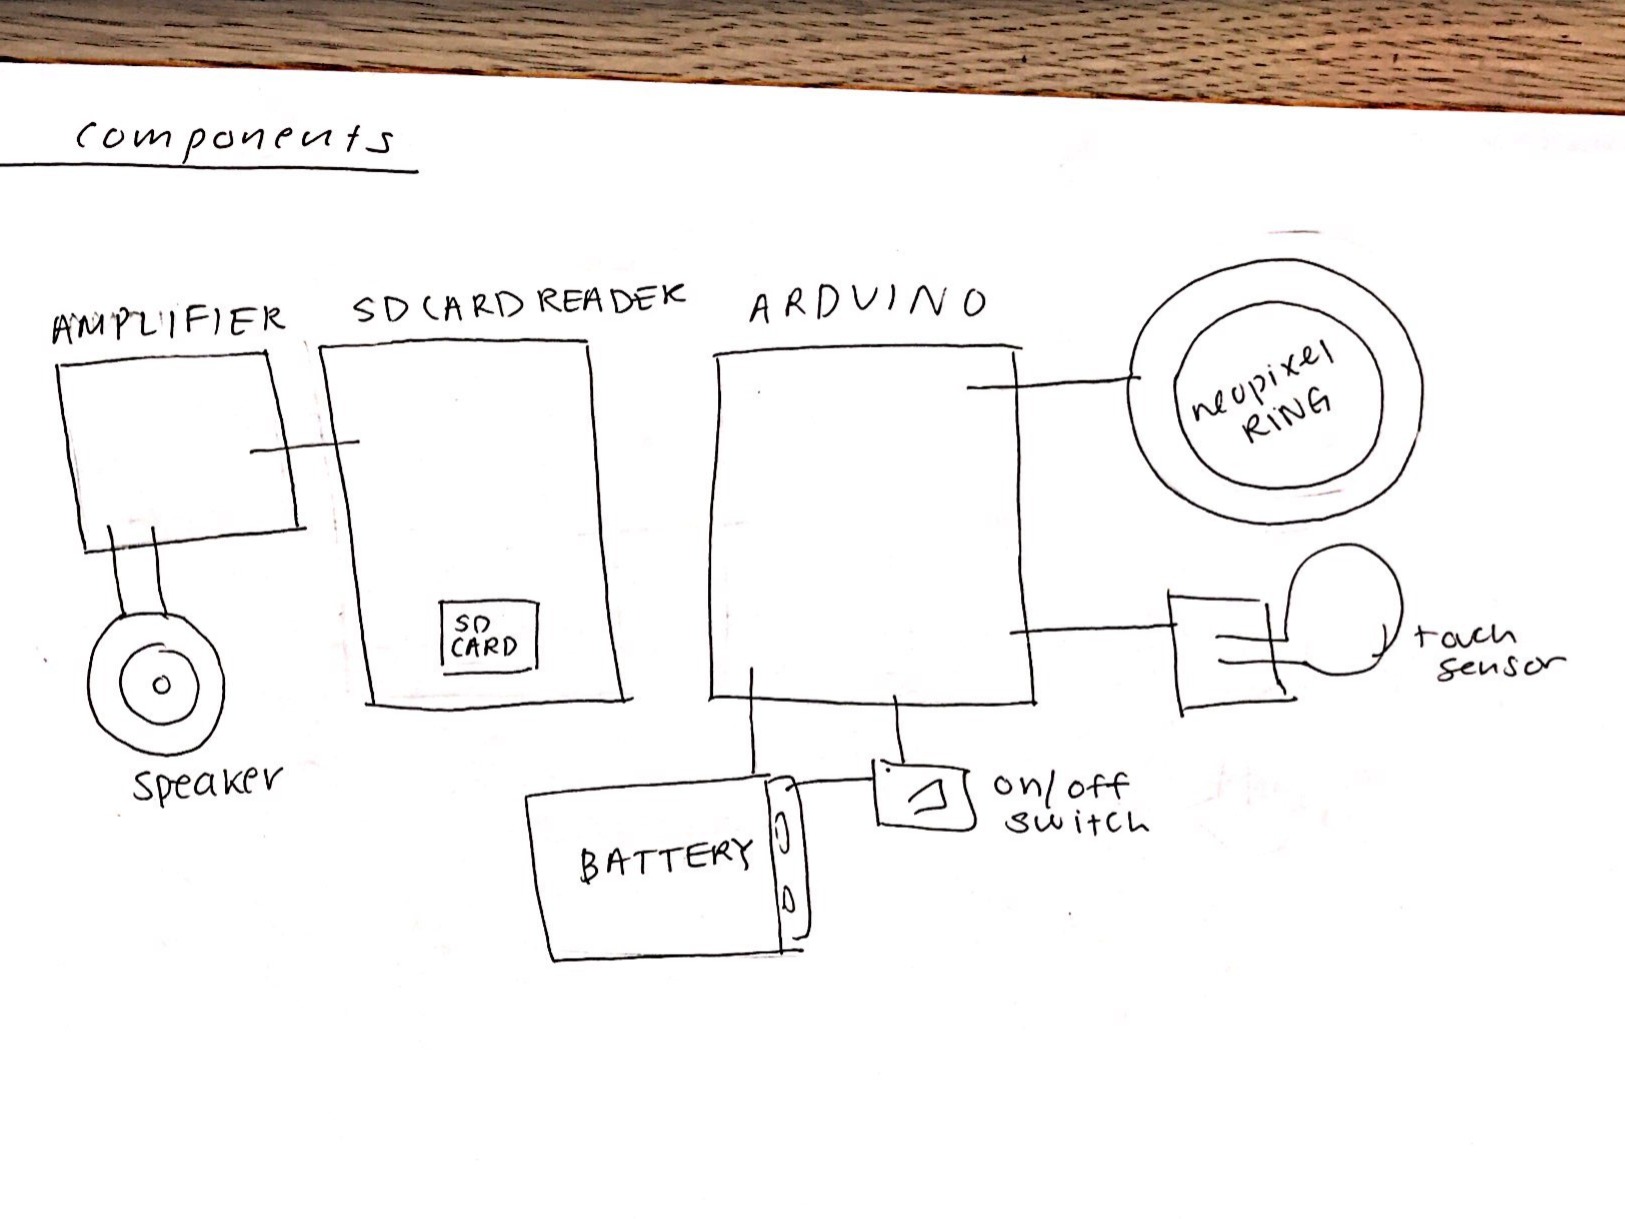 components
AMPLIFIER
SD CARD READER
ARDUINO
neopixel
RING
SD
CARD
touch
sensor
speaker
BATTERY
on/off
switch